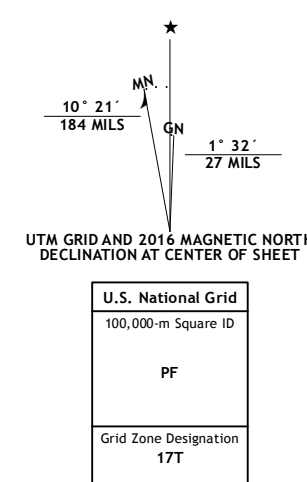 ★
MN
10° 21´
184 MILS
GN
1° 32´
27 MILS
UTM GRID AND 2016 MAGNETIC NORTH
DECLINATION AT CENTER OF SHEET
U.S. National Grid
100,000-m Square ID
PF
Grid Zone Designation
17T